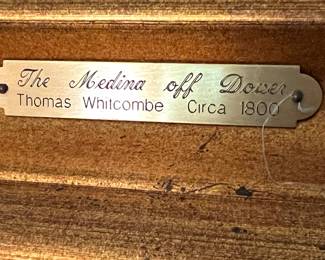 The Medina off Dover
Thomas Whitcombe Circa 1800